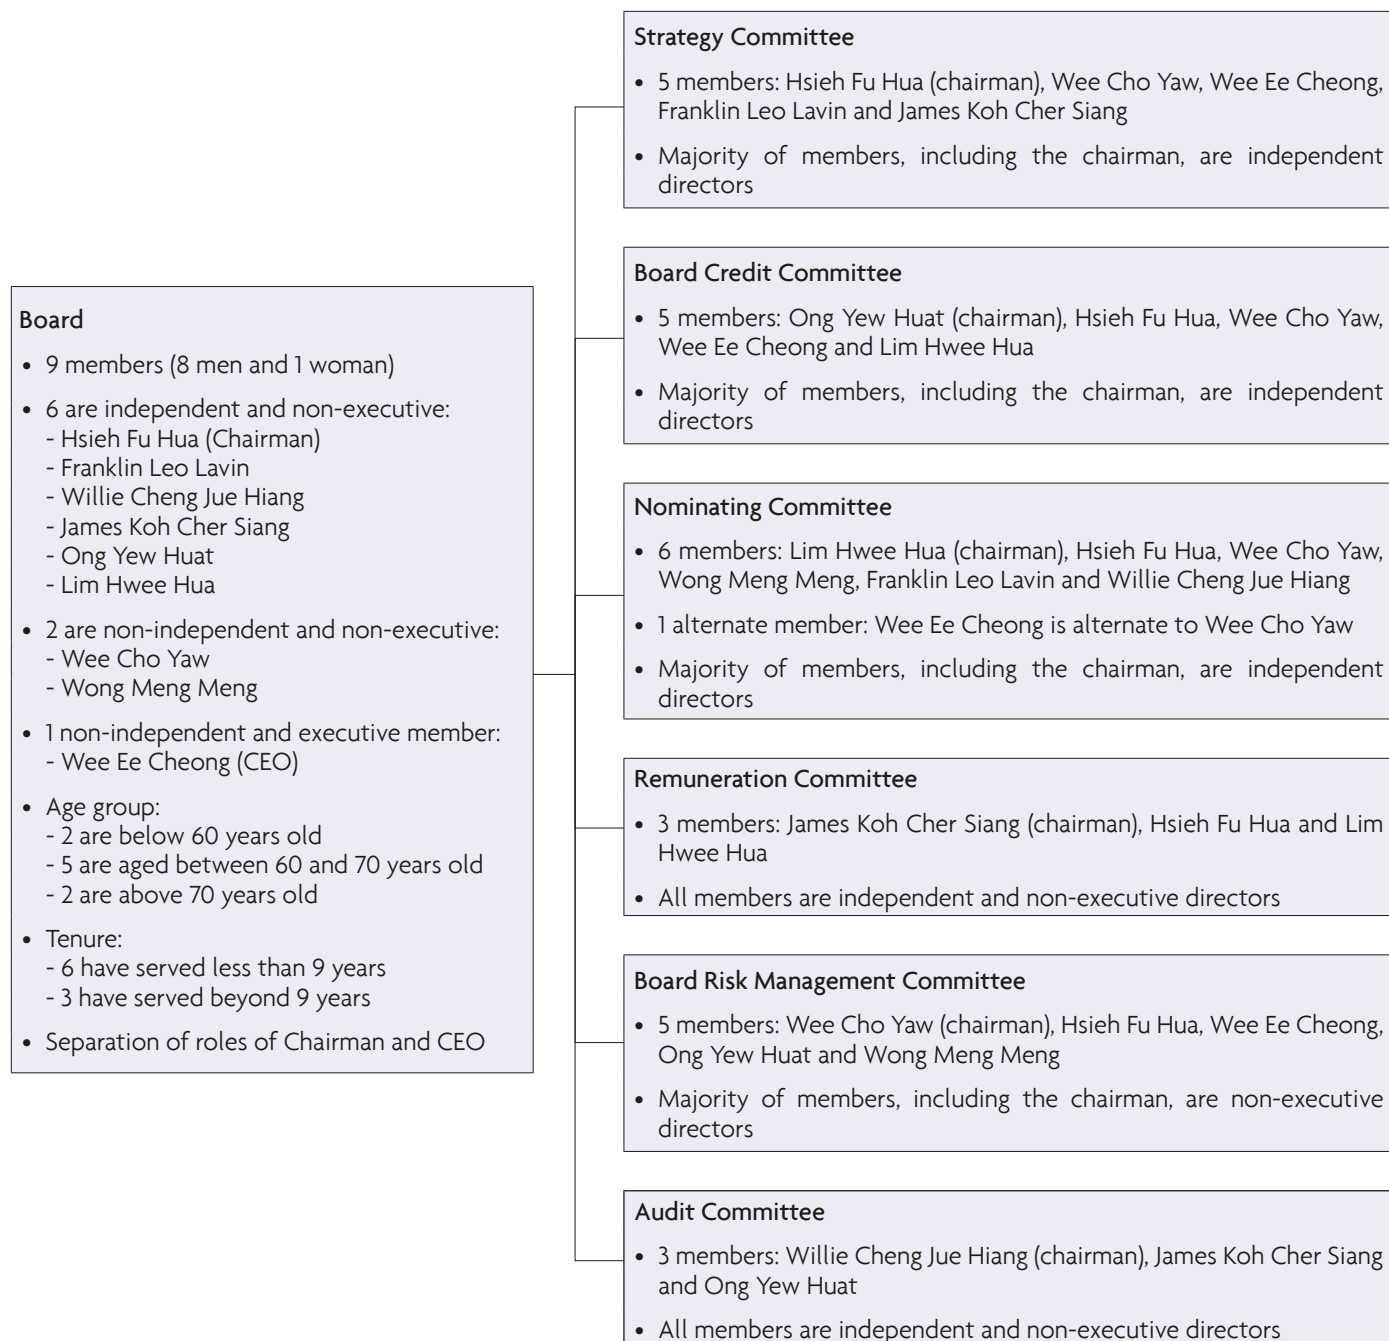 Board
• 9 members (8 men and 1 woman)
• 6 are independent and non-executive:
- Hsieh Fu Hua (Chairman)
- Franklin Leo Lavin
- Willie Cheng Jue Hiang
- James Koh Cher Siang
- Ong Yew Huat
- Lim Hwee Hua
• 2 are non-independent and non-executive:
- Wee Cho Yaw
- Wong Meng Meng
• 1 non-independent and executive member:
- Wee Ee Cheong (CEO)
• Age group:
- 2 are below 60 years old
- 5 are aged between 60 and 70 years old
- 2 are above 70 years old
• Tenure:
- 6 have served less than 9 years
- 3 have served beyond 9 years
• Separation of roles of Chairman and CEO
Strategy Committee
• 5 members: Hsieh Fu Hua (chairman), Wee Cho Yaw, Wee Ee Cheong,
Franklin Leo Lavin and James Koh Cher Siang
• Majority of members, including the chairman, are independent
directors
Board Credit Committee
• 5 members: Ong Yew Huat (chairman), Hsieh Fu Hua, Wee Cho Yaw,
Wee Ee Cheong and Lim Hwee Hua
• Majority of members, including the chairman, are independent
directors
Nominating Committee
• 6 members: Lim Hwee Hua (chairman), Hsieh Fu Hua, Wee Cho Yaw,
Wong Meng Meng, Franklin Leo Lavin and Willie Cheng Jue Hiang
• 1 alternate member: Wee Ee Cheong is alternate to Wee Cho Yaw
• Majority of members, including the chairman, are independent
directors
Remuneration Committee
• 3 members: James Koh Cher Siang (chairman), Hsieh Fu Hua and Lim
Hwee Hua
• All members are independent and non-executive directors
Board Risk Management Committee
• 5 members: Wee Cho Yaw (chairman), Hsieh Fu Hua, Wee Ee Cheong,
Ong Yew Huat and Wong Meng Meng
• Majority of members, including the chairman, are non-executive
directors
Audit Committee
• 3 members: Willie Cheng Jue Hiang (chairman), James Koh Cher Siang
and Ong Yew Huat
• All members are independent and non-executive directors